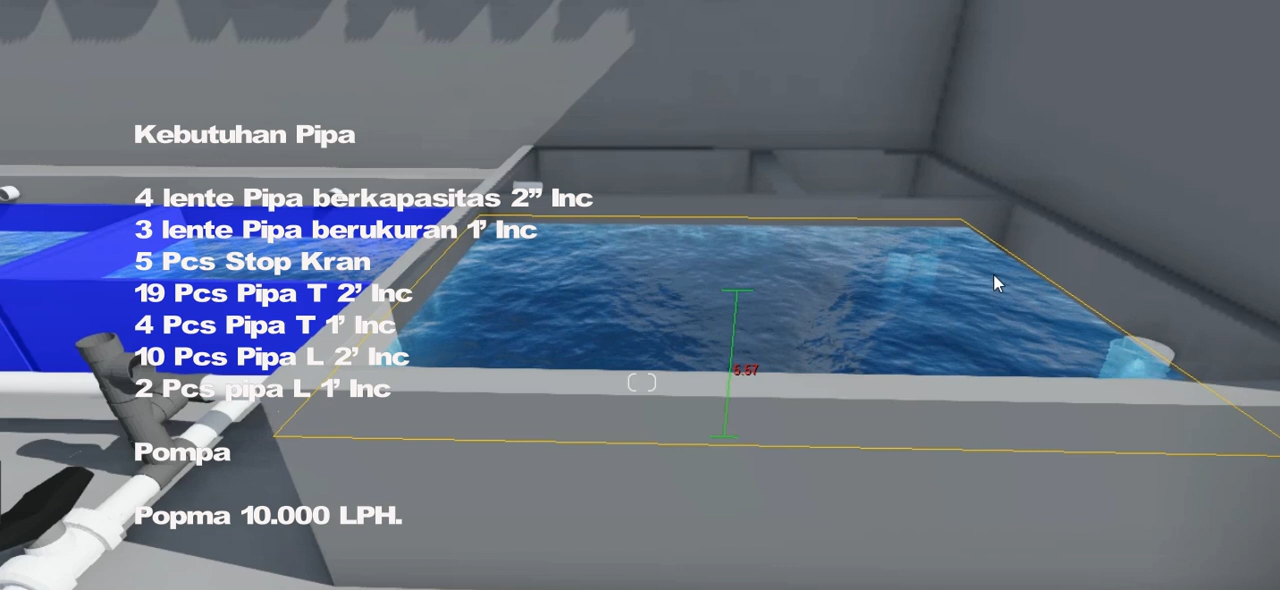 Kebutuhan Pipa
4 lente Pipa berkapasitas 2” Inc
3 lente Pipa berukuran 1’ Inc
5 Pcs Stop Kran
19 Pcs Pipa T 2’ Inc
4 Pcs Pipa T 1’ Inc
10 Pcs Pipa L 2’ Inc
5.57
2 Pcs pipa L 1’ Inc
Pompa
Popma 10.000 LPH.